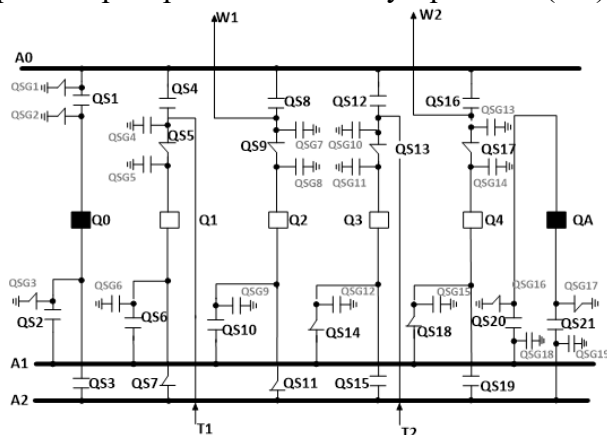 W1 W2
A0
QSG1 QS1 QS4 QS8 QS12 QS16
QSG2 QSG4 QS5 QS9 QSG7 QSG10 QS13 QSG13 QS17
QSG5 QSG8 QSG11 QSG14
Q0 Q1 Q2 Q3 Q4 QA
QSG3 QSG6 QSG9 QSG12 QSG15 QSG16 QSG17
QS2 QS6 QS10 QS14 QS18 QS20 QS21
QSG18 QSG19
A1
QS3 QS7 QS11 QS15 QS19
A2
T1 T2